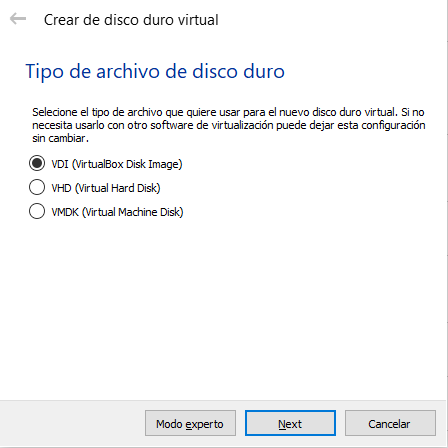 Crear de disco duro virtual
Tipo de archivo de disco duro
Selecione el tipo de archivo que quiere usar para el nuevo disco duro virtual. Si no
necesita usarlo con otro software de virtualización puede dejar esta configuración
sin cambiar.
VDI (VirtualBox Disk Image)
VHD (Virtual Hard Disk)
VMDK (Virtual Machine Disk)
Modo experto
Next
Cancelar